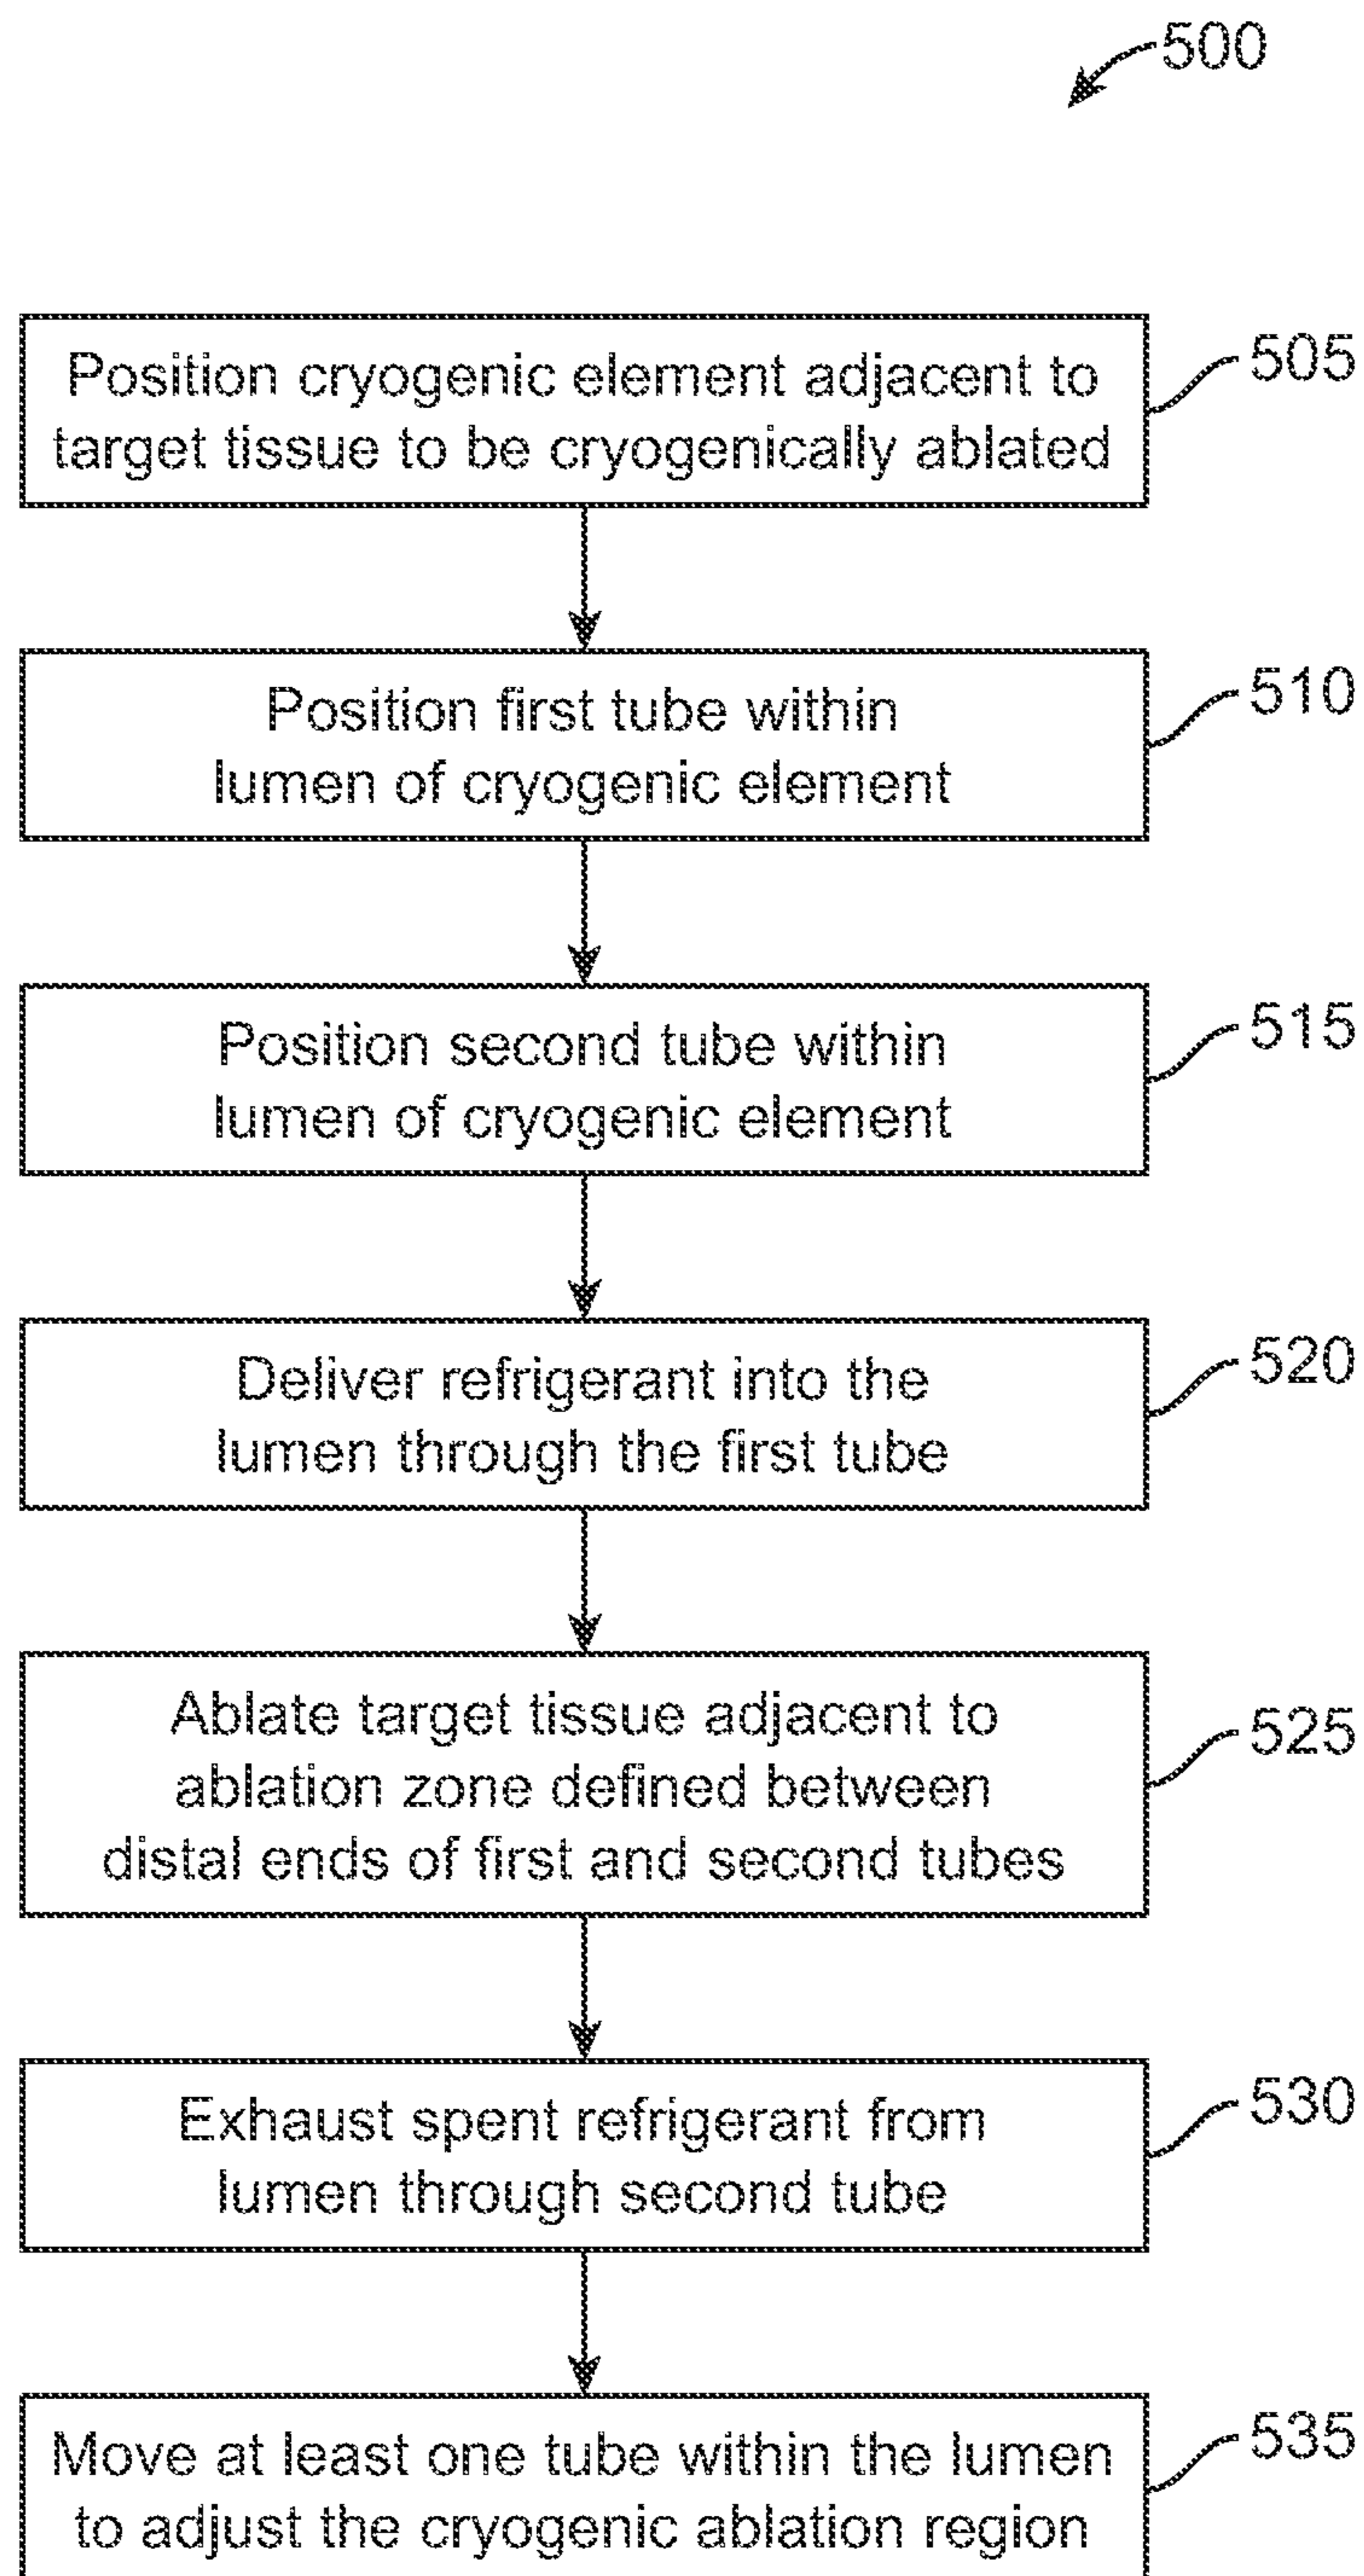 500
Position cryogenic element adjacent to
target tissue to be cryogenically ablated
505
Position first tube within
lumen of cryogenic element
510
Position second tube within
lumen of cryogenic element
515
Deliver refrigerant into the
lumen through the first tube
520
Ablate target tissue adjacent to
ablation zone defined between
distal ends of first and second tubes
525
Exhaust spent refrigerant from
lumen through second tube
530
Move at least one tube within the lumen
to adjust the cryogenic ablation region
535